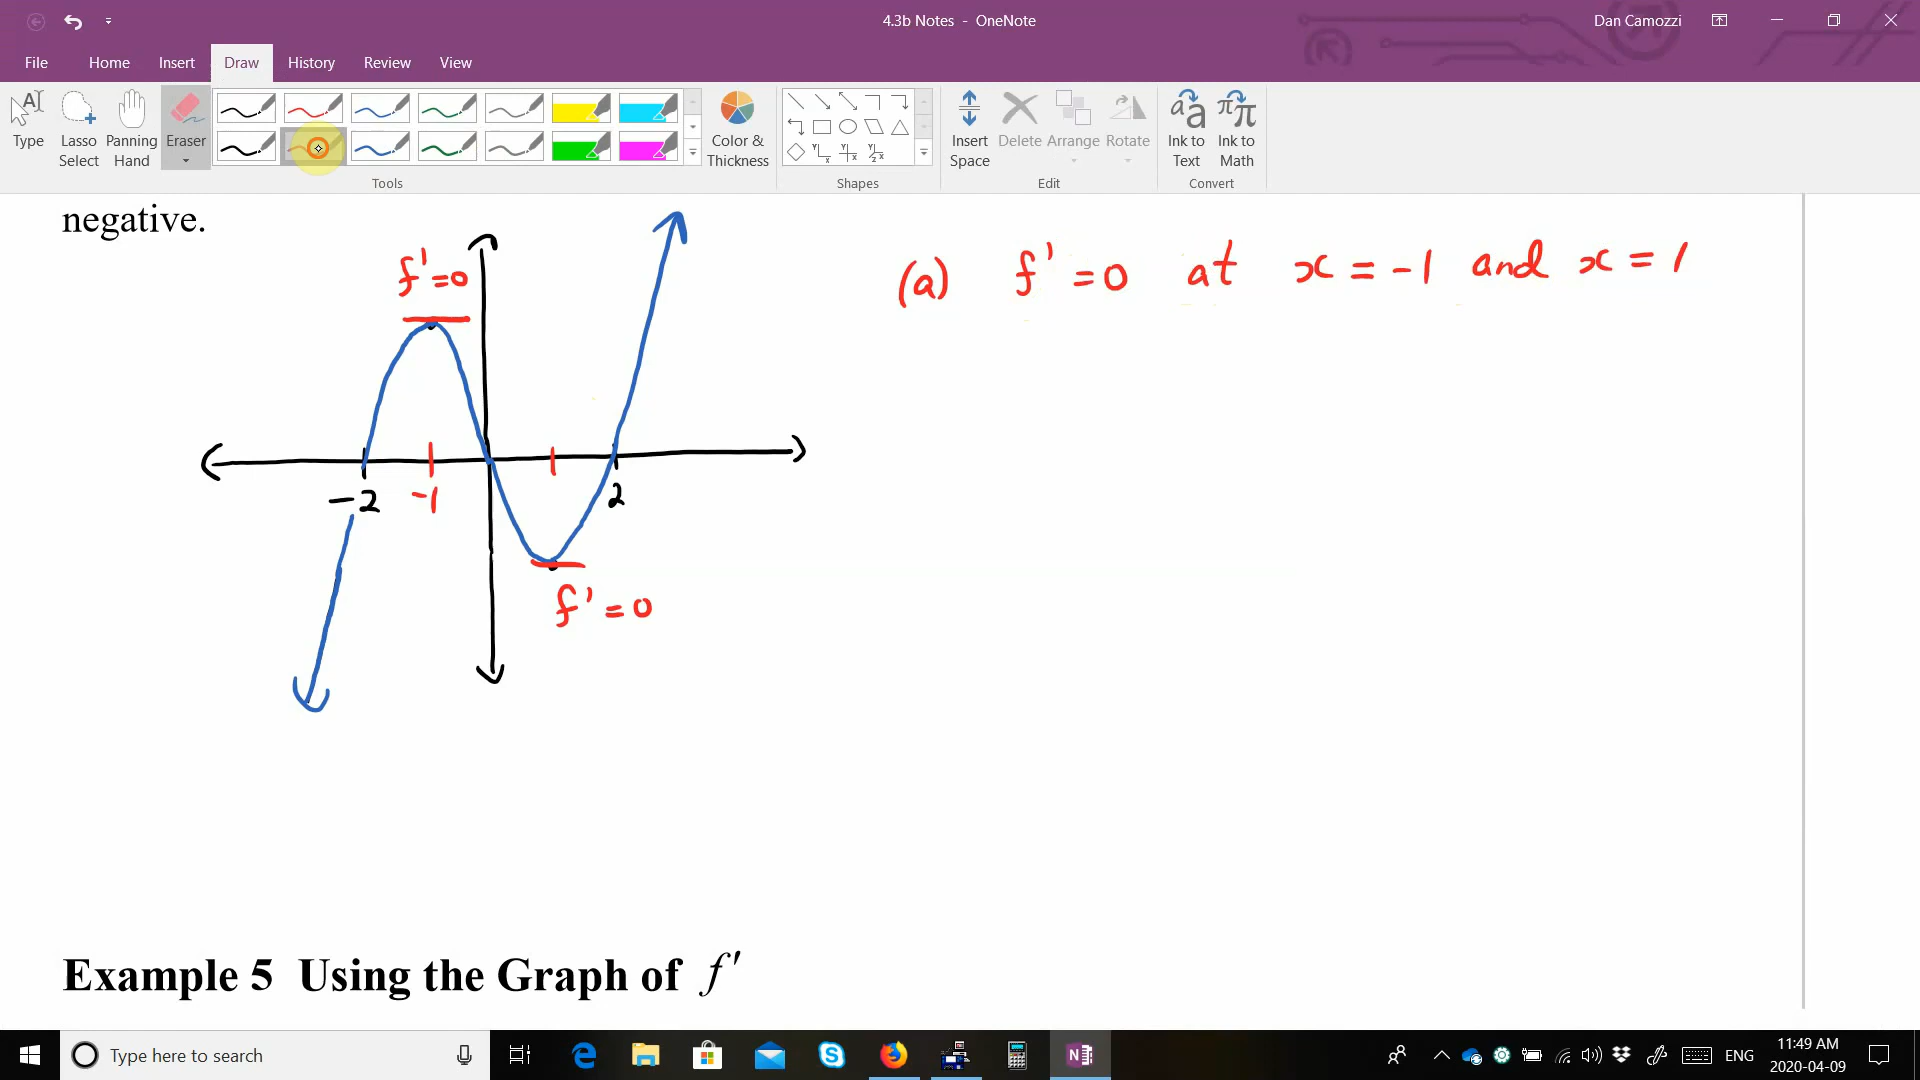 4.3b Notes - OneNote
Dan Camozzi
File Home Insert Draw History Review View
Type
Lasso Select
Panning Hand
Eraser
Color & Thickness
Insert Space
Delete Arrange Rotate
Ink to Text
Ink to Math
Tools
Shapes
Edit
Convert
negative.
f'=0
(a) f' = 0 at x = -1 and x = 1
-2 -1 2
f' = 0
Example 5 Using the Graph of f'
Type here to search
ENG
11:49 AM
2020-04-09